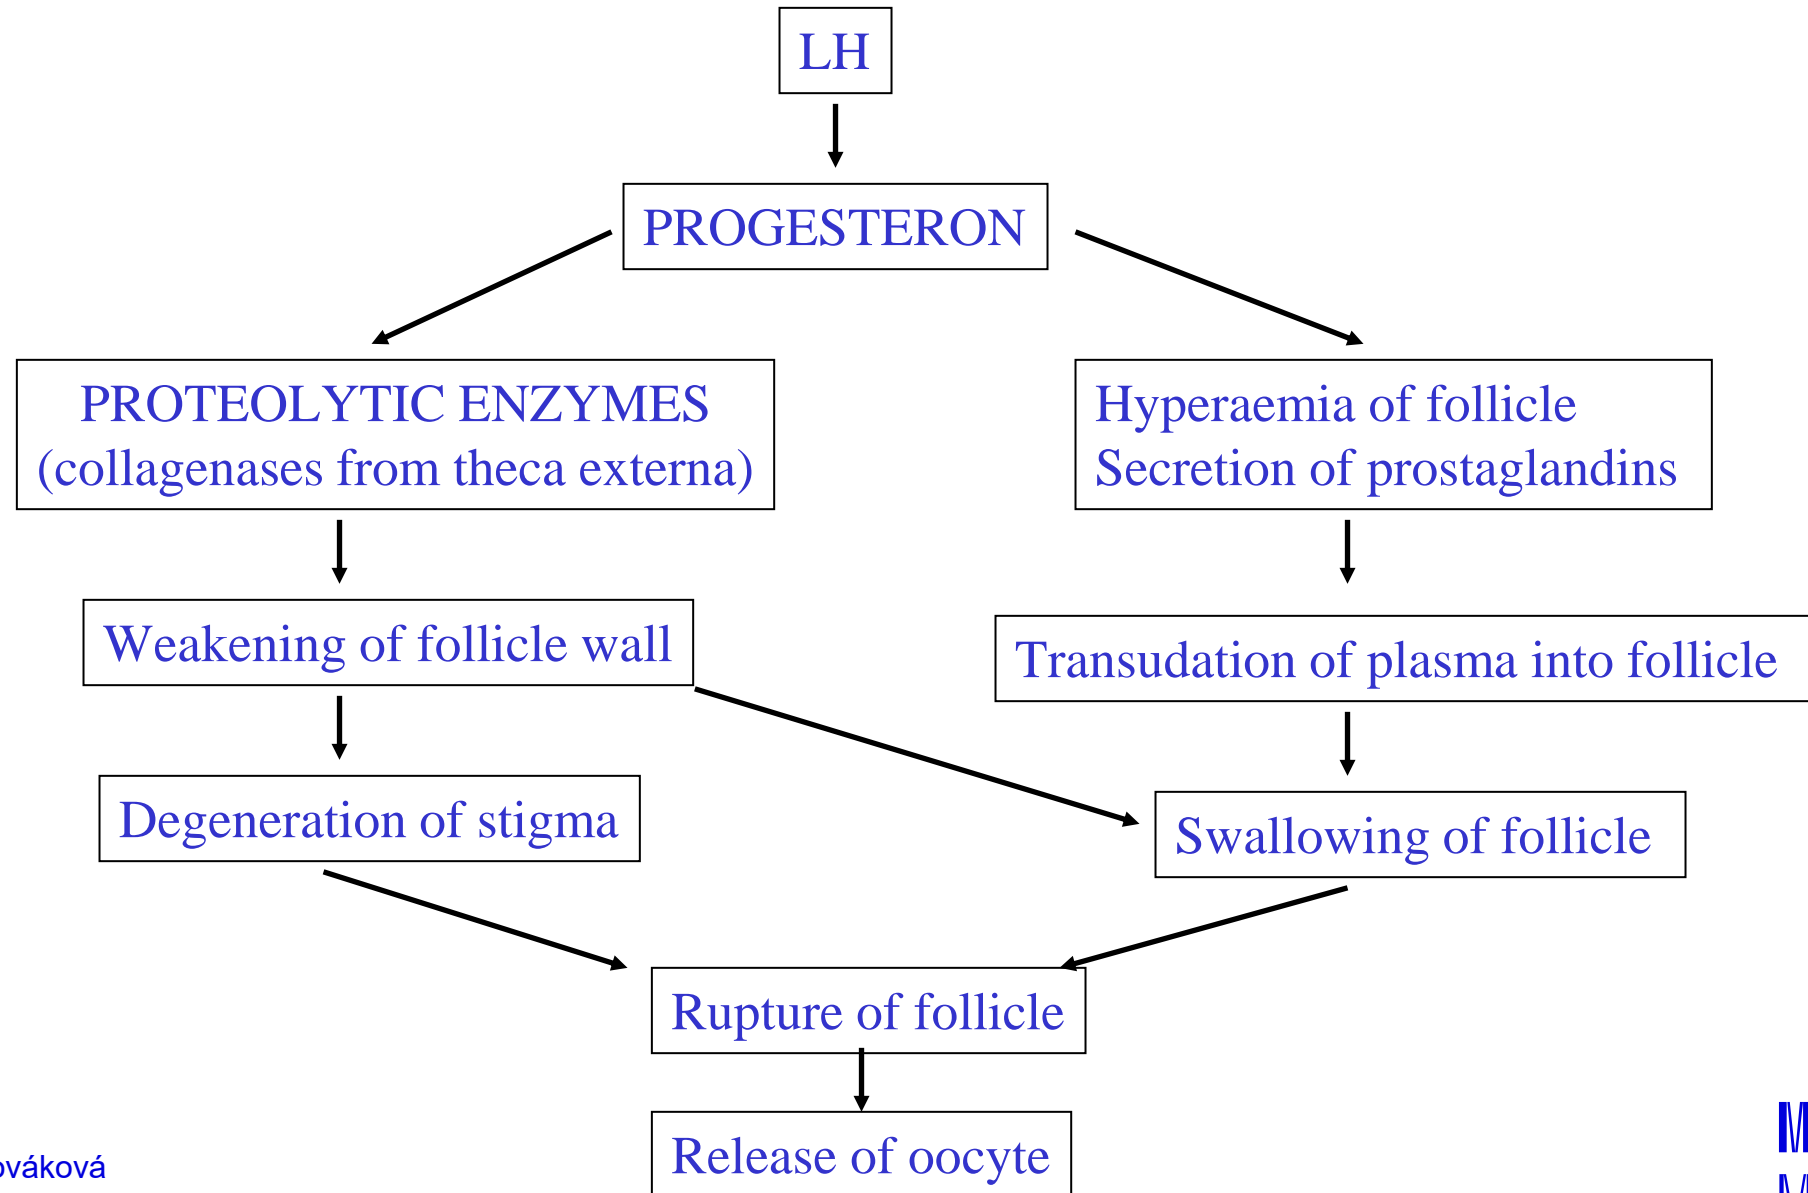 LH
PROGESTERON
PROTEOLYTIC ENZYMES
(collagenases from theca externa)
Hyperaemia of follicle
Secretion of prostaglandins
Weakening of follicle wall
Transudation of plasma into follicle
Degeneration of stigma
Swallowing of follicle
Rupture of follicle
Release of oocyte
ováková